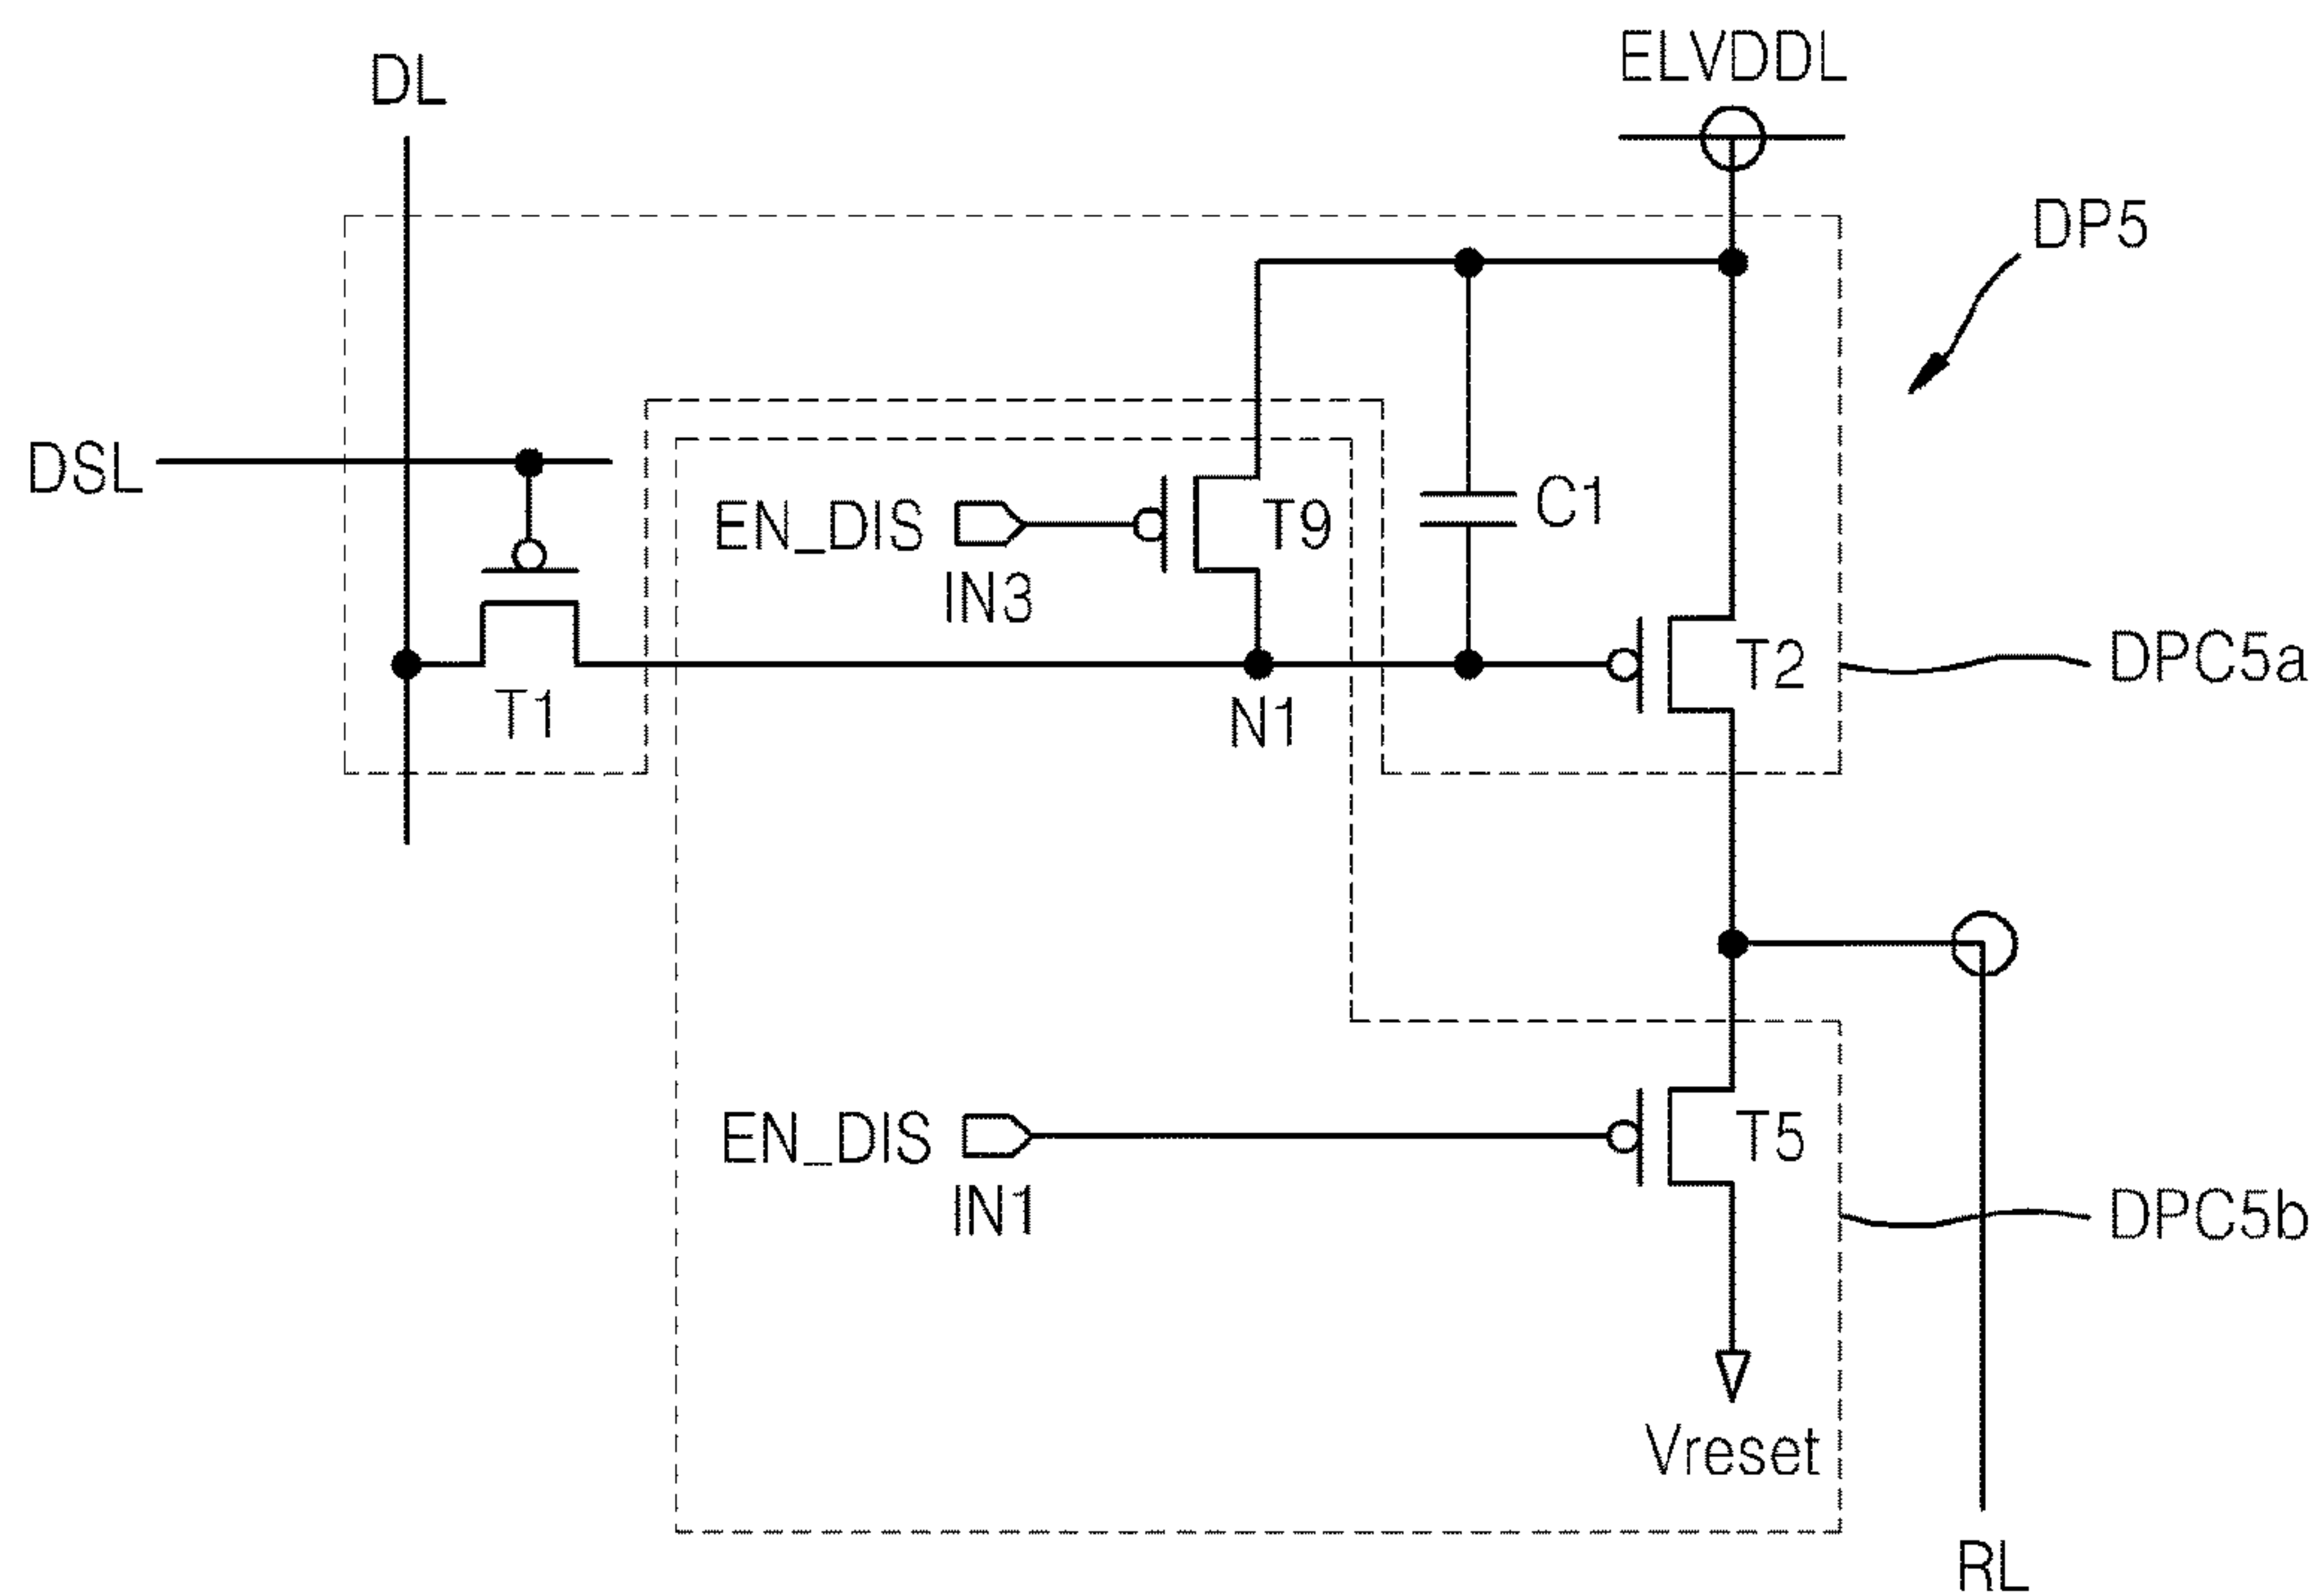 ELVDDL
DL
DP5
DSL
EN_DIS
T9
C1
IN3
T2
DPC5a
T1
N1
EN_DIS
T5
IN1
DPC5b
Vreset
RL